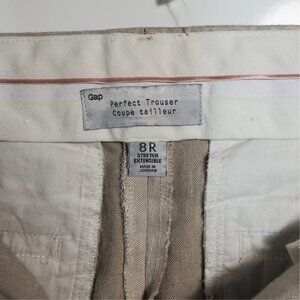 Gap
Perfect Trouser
Coupe tailleur
8R
STRETCH
EXTENSIBLE
MADE IN
JORDAN